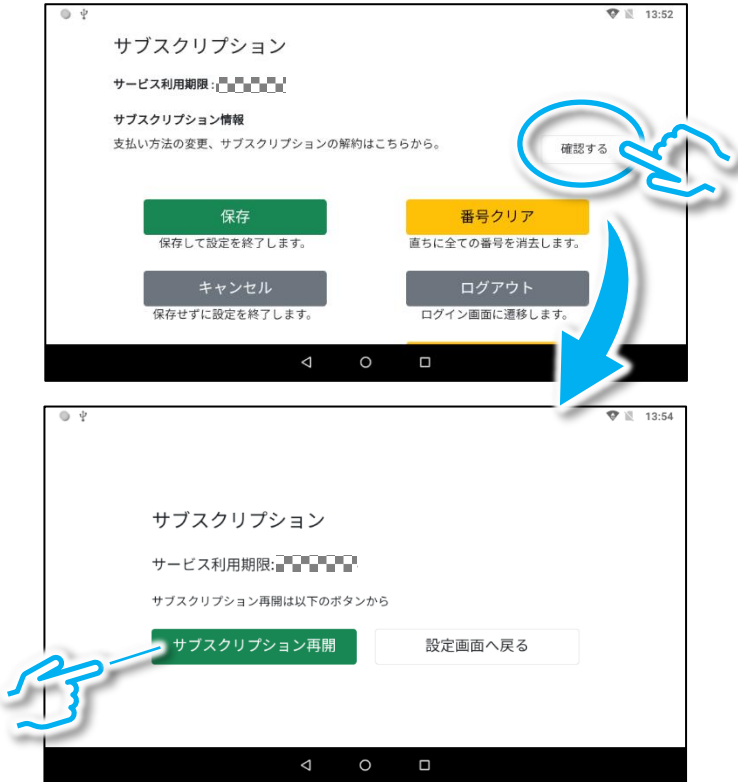 13:52
サブスクリプション
サービス利用期限 :
サブスクリプション情報
支払い方法の変更、サブスクリプションの解約はこちらから。
確認する
保存
番号クリア
保存して設定を終了します。
直ちに全ての番号を消去します。
キャンセル
ログアウト
保存せずに設定を終了します。
ログイン画面に遷移します。
13:54
サブスクリプション
サービス利用期限:
サブスクリプション再開は以下のボタンから
サブスクリプション再開
設定画面へ戻る